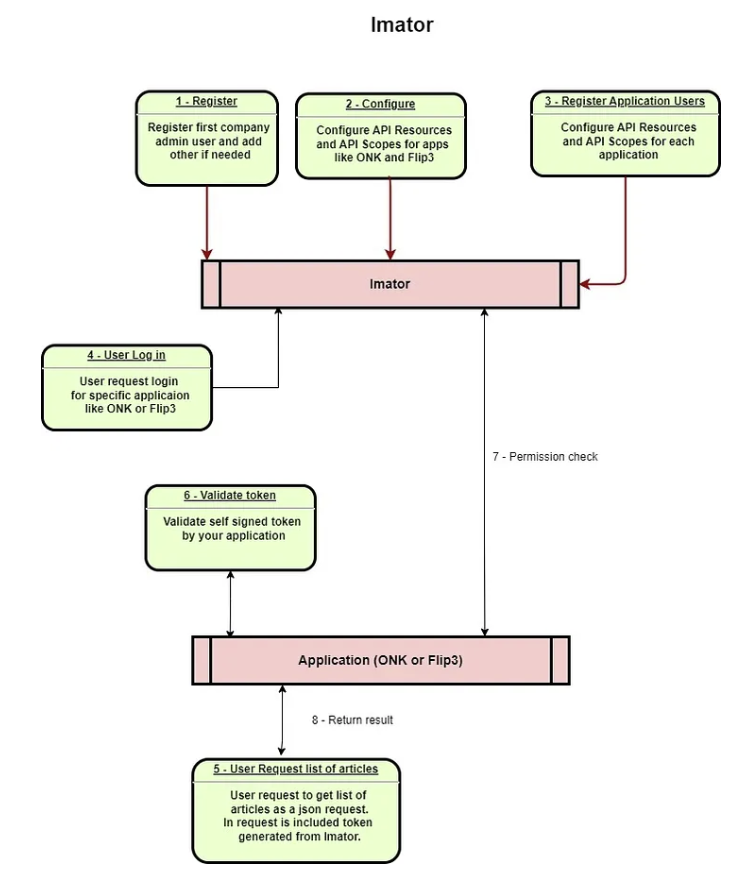 Imator
1 - Register
Register first company
admin user and add
other if needed
2 - Configure
Configure API Resources
and API Scopes for apps
like ONK and Flip3
3 - Register Application Users
Configure API Resources
and API Scopes for each
application
Imator
4 - User Log in
User request login
for specific applicaion
like ONK or Flip3
7 - Permission check
6 - Validate token
Validate self signed token
by your application
Application (ONK or Flip3)
8 - Return result
5 - User Request list of articles
User request to get list of
articles as a json request.
In request is included token
generated from Imator.